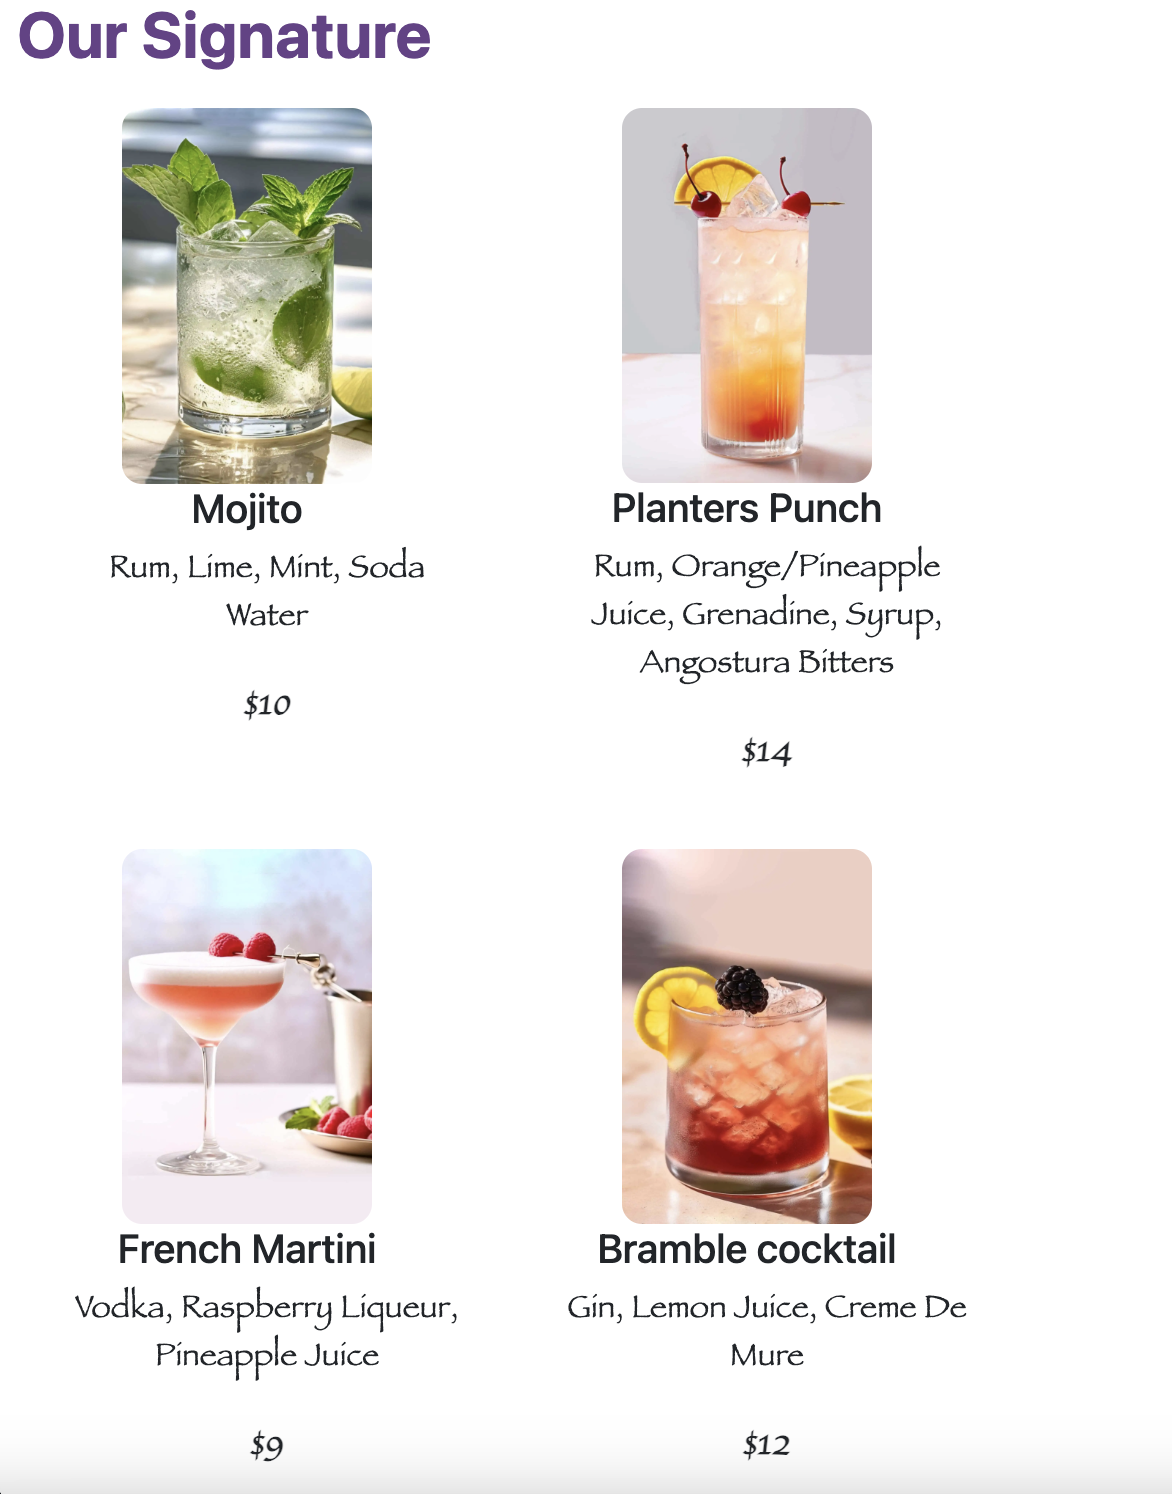 Our Signature
Mojito
Rum, Lime, Mint, Soda
Water
$10
Planters Punch
Rum, Orange/Pineapple
Juice, Grenadine, Syrup,
Angostura Bitters
$14
French Martini
Vodka, Raspberry Liqueur,
Pineapple Juice
$9
Bramble cocktail
Gin, Lemon Juice, Creme De
Mure
$12